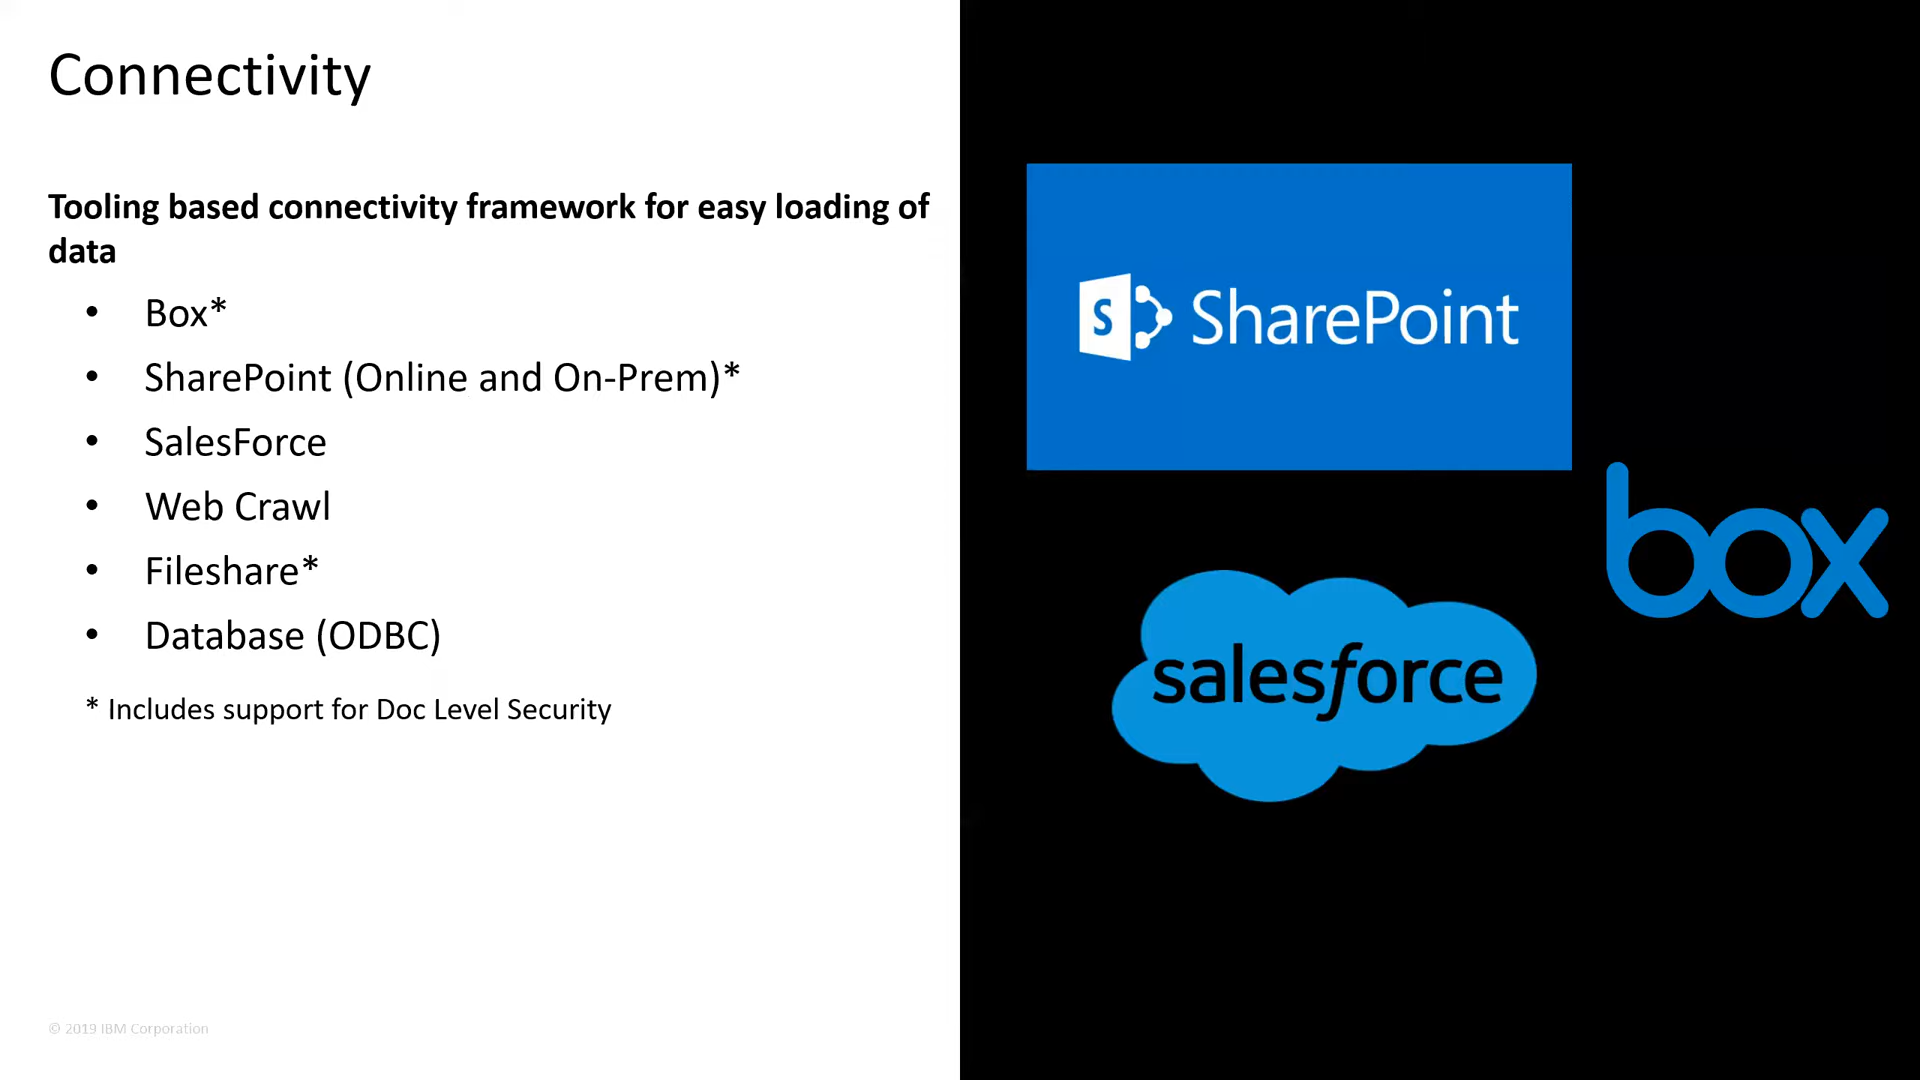 Connectivity
Tooling based connectivity framework for easy loading of
data
• Box*
• SharePoint (Online and On-Prem)*
• SalesForce
• Web Crawl
• Fileshare*
• Database (ODBC)
* Includes support for Doc Level Security
© 2019 IBM Corporation
S SharePoint
box
salesforce